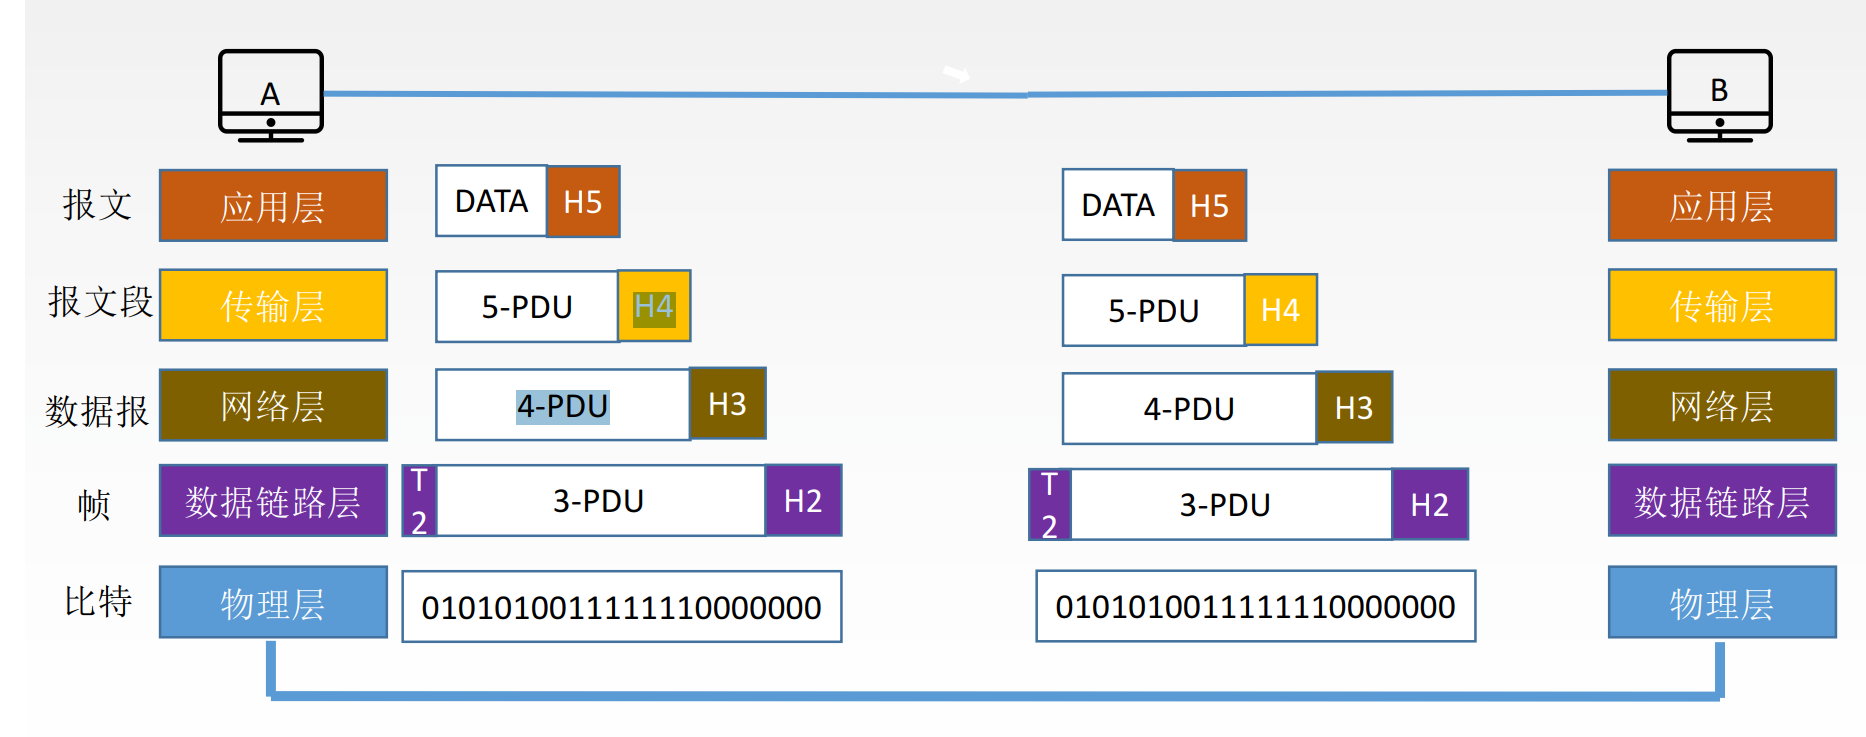 A
B
报文 应用层 DATA H5 DATA H5 应用层
报文段 传输层 5-PDU H4 5-PDU H4 传输层
数据报 网络层 4-PDU H3 4-PDU H3 网络层
帧 数据链路层 T2 3-PDU H2 T2 3-PDU H2 数据链路层
比特 物理层 0101010011111110000000 0101010011111110000000 物理层